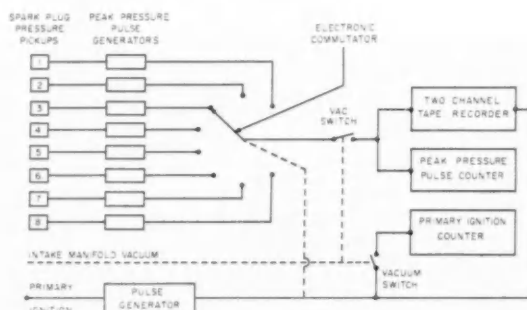 SPARK PLUG
PRESSURE
PICKUPS
PEAK PRESSURE
PULSE
GENERATORS
ELECTRONIC
COMMUTATOR
1
2
3
4
5
6
7
8
VAC
SWITCH
TWO CHANNEL
TAPE RECORDER
PEAK PRESSURE
PULSE COUNTER
PRIMARY IGNITION
COUNTER
INTAKE MANIFOLD VACUUM
VACUUM
SWITCH
PRIMARY
IGNITION
PULSE
GENERATOR